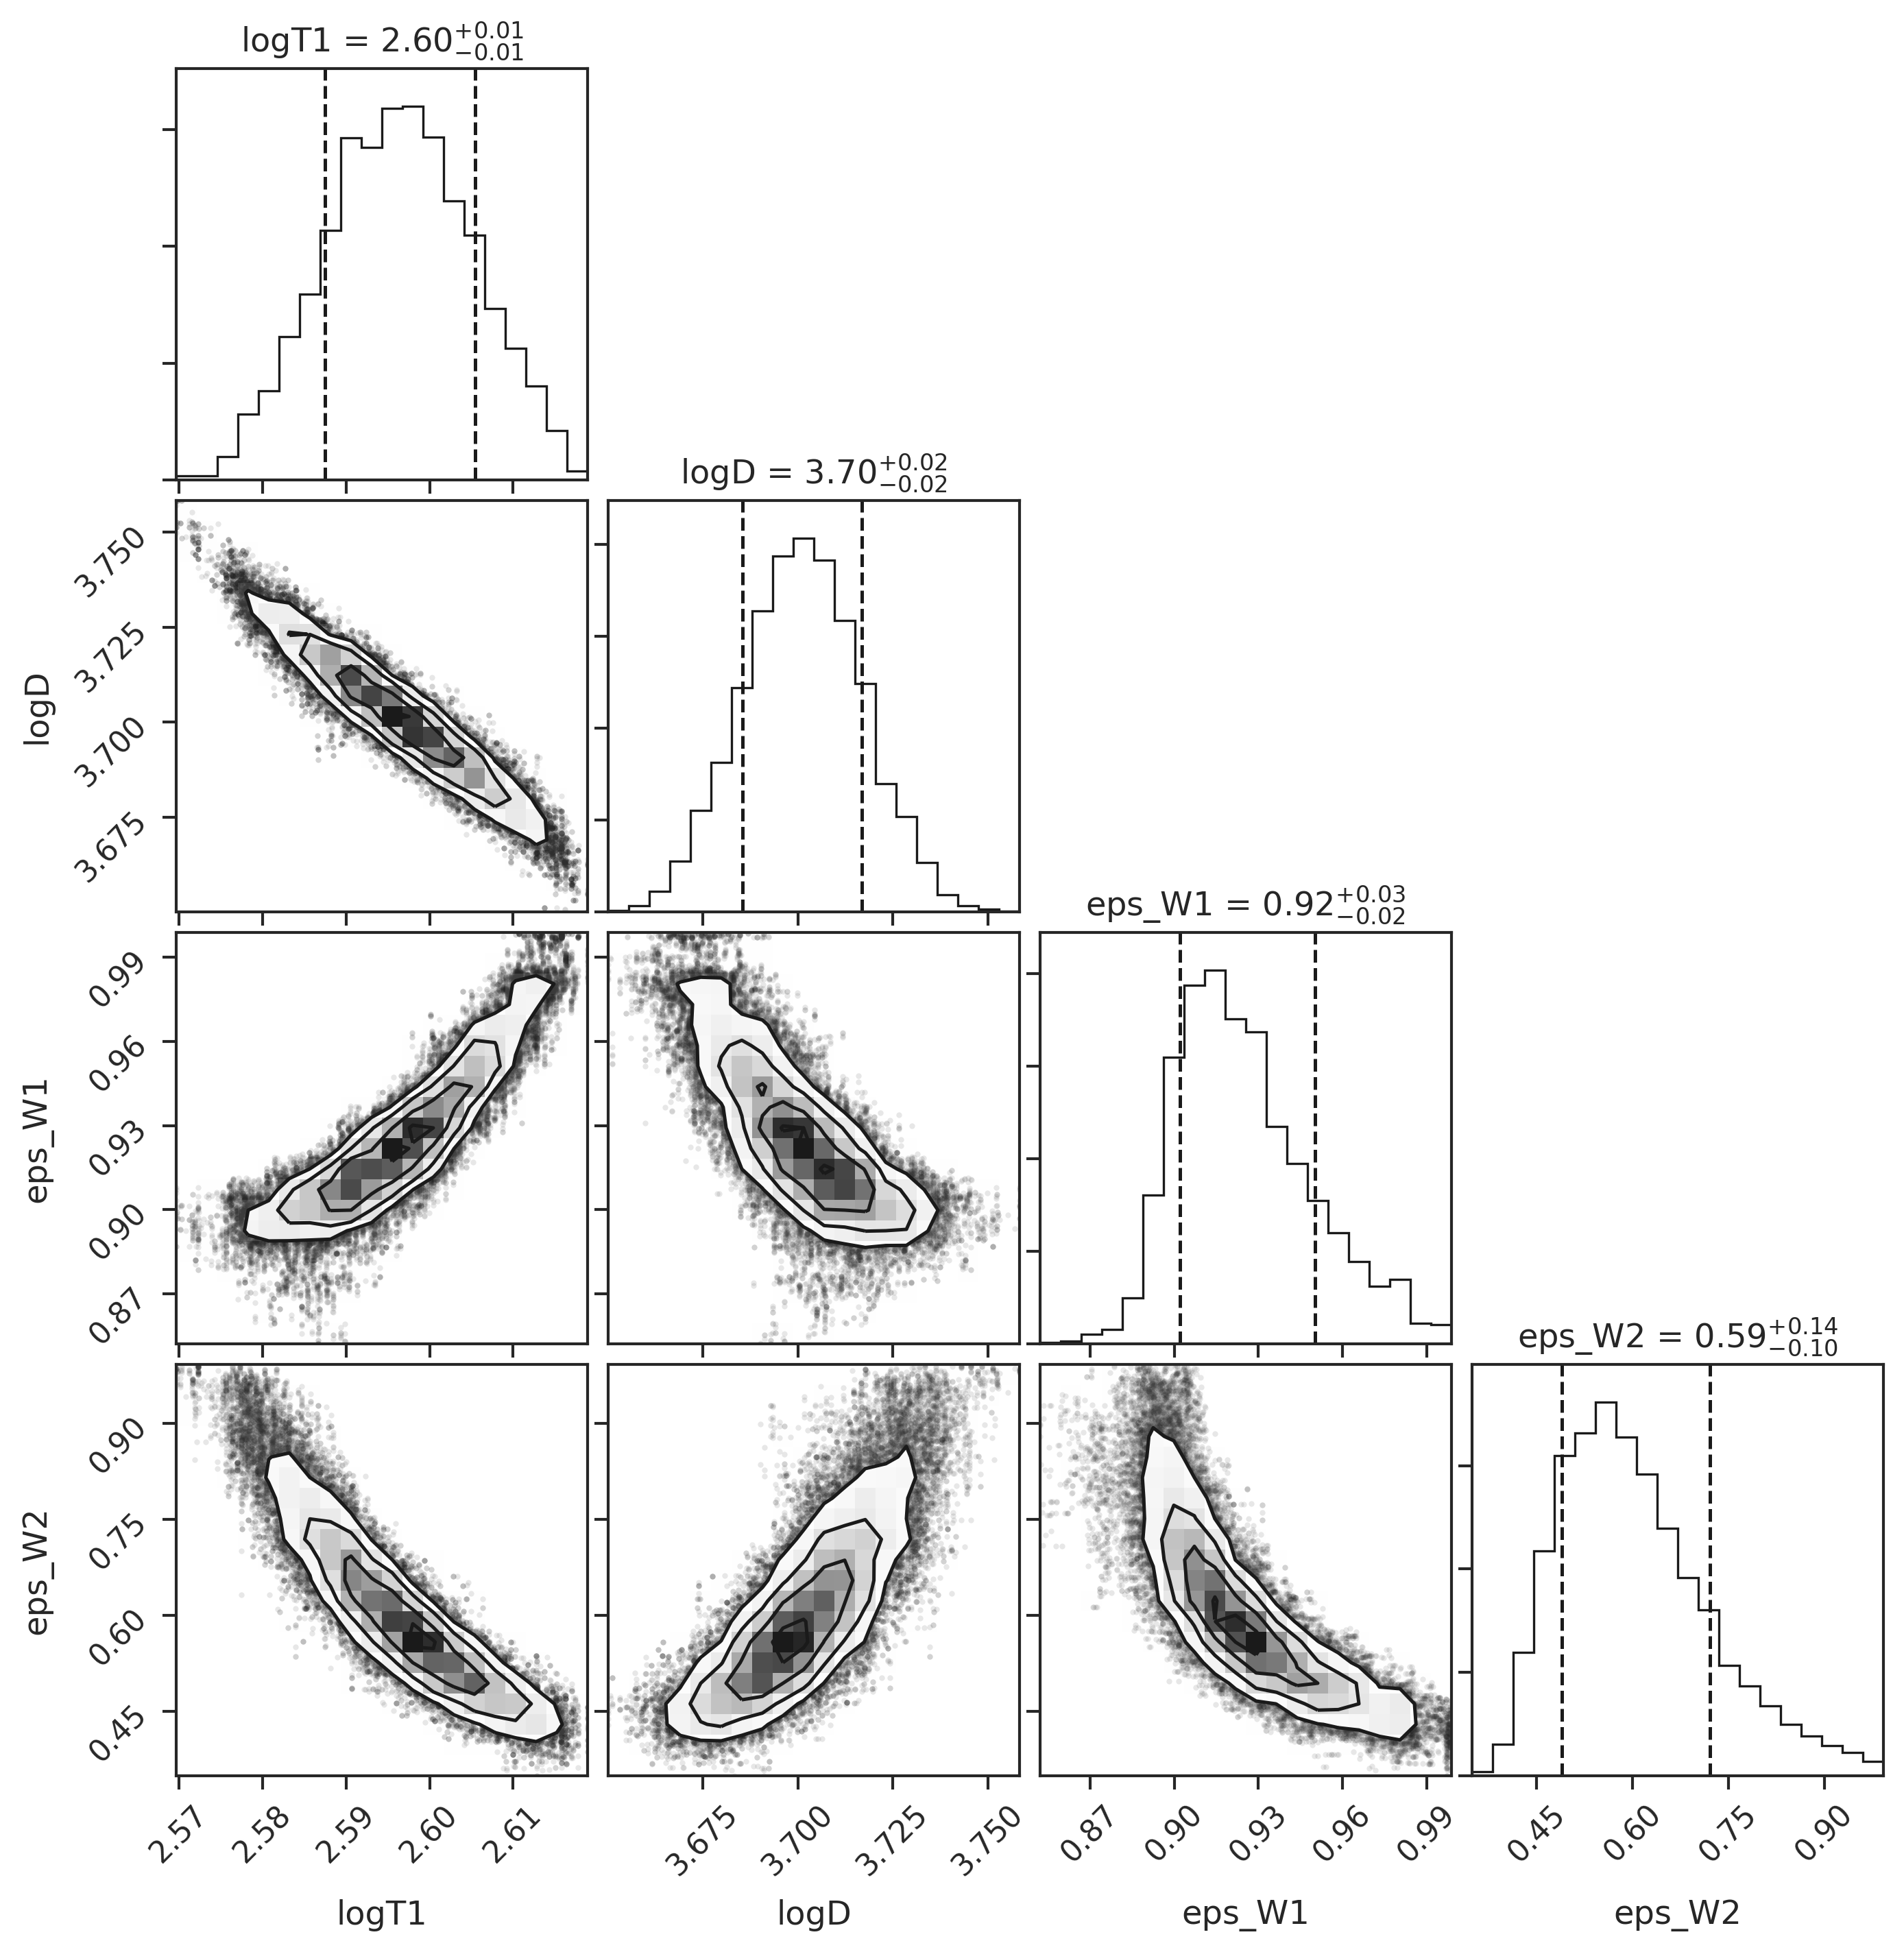 logT1 = 2.60+0.01−0.01
logD = 3.70+0.02−0.02
3.750
3.725
3.700
3.675
logD
eps_W1 = 0.92+0.03−0.02
0.99
0.96
0.93
0.90
0.87
eps_W1
eps_W2 = 0.59+0.14−0.10
0.90
0.75
0.60
0.45
eps_W2
2.57 2.58 2.59 2.60 2.61 3.675 3.700 3.725 3.750 0.87 0.90 0.93 0.96 0.99 0.45 0.60 0.75 0.90
logT1 logD eps_W1 eps_W2